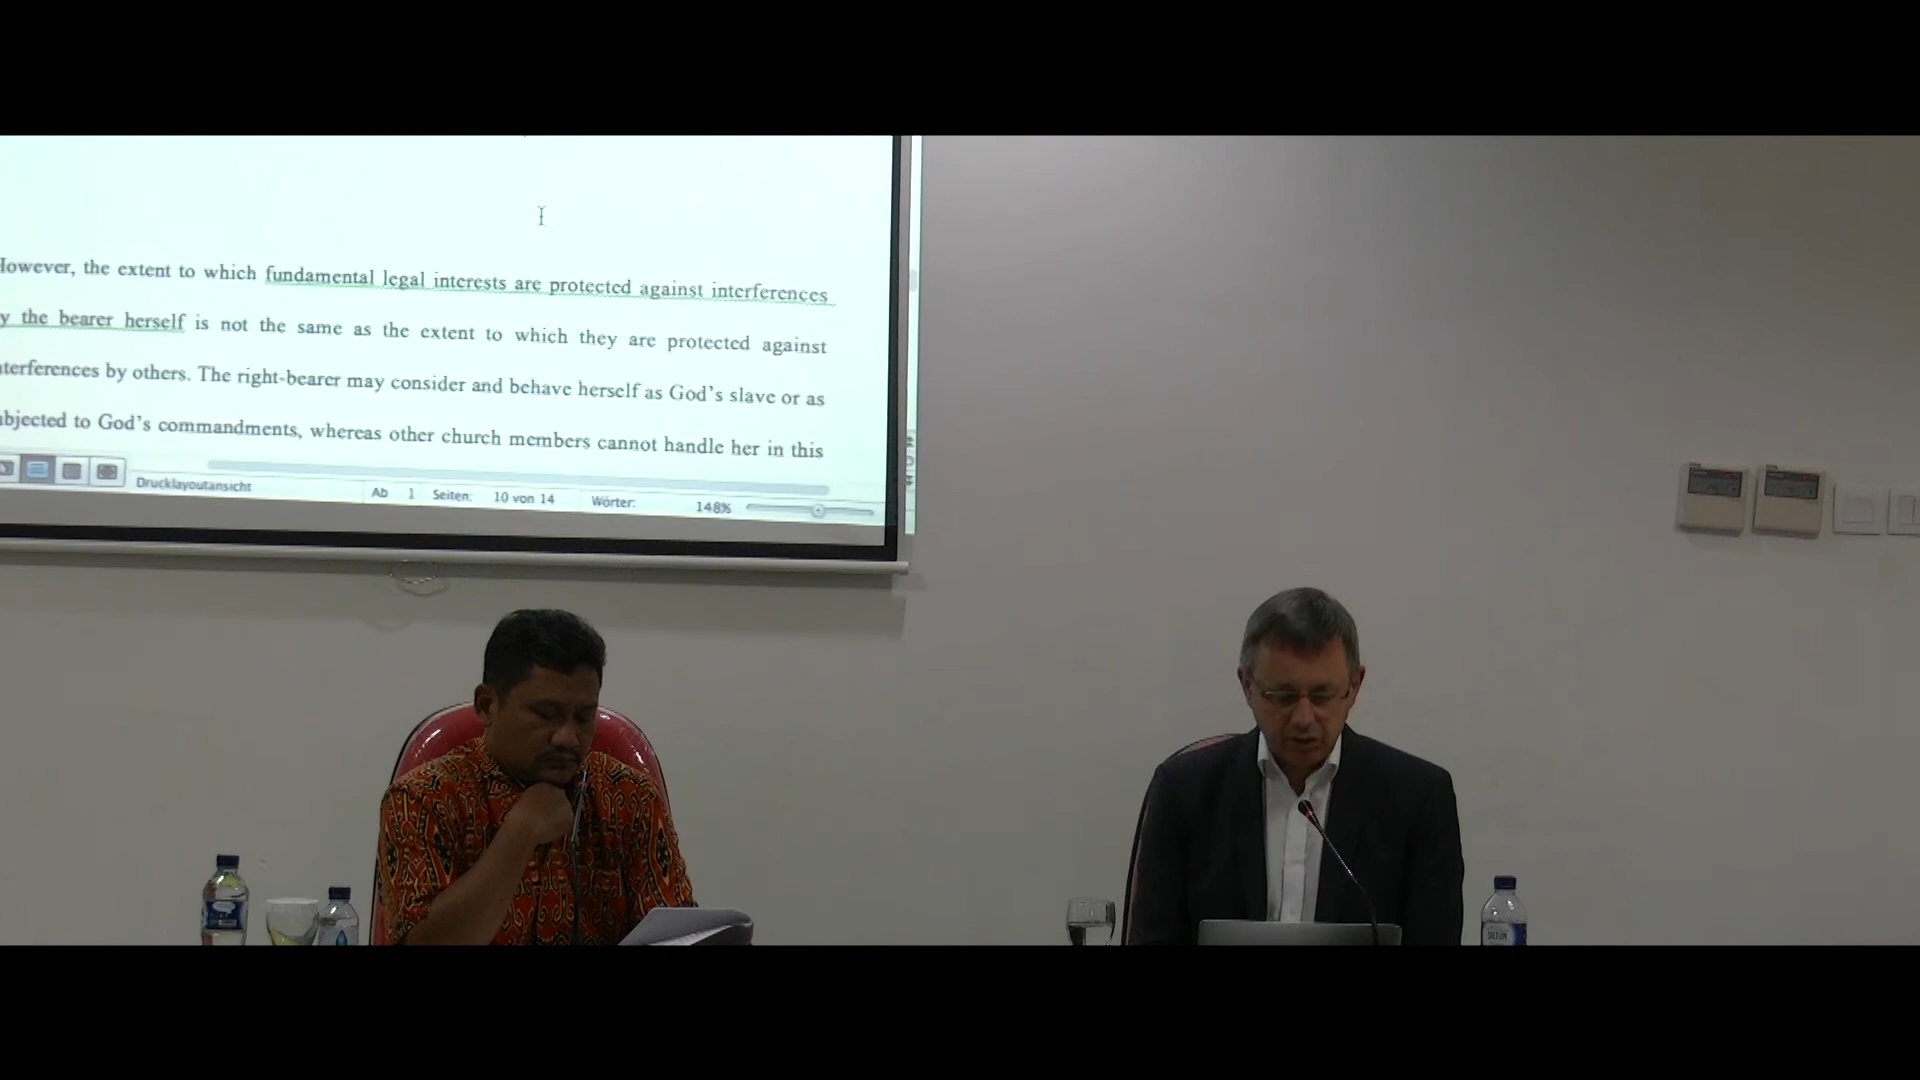 However, the extent to which fundamental legal interests are protected against interferences
y the bearer herself is not the same as the extent to which they are protected against
nterferences by others. The right-bearer may consider and behave herself as God's slave or as
ubjected to God's commandments, whereas other church members cannot handle her in this
Drucklayoutansicht Ab 1 Seiten: 10 von 14 Wörter: 148%